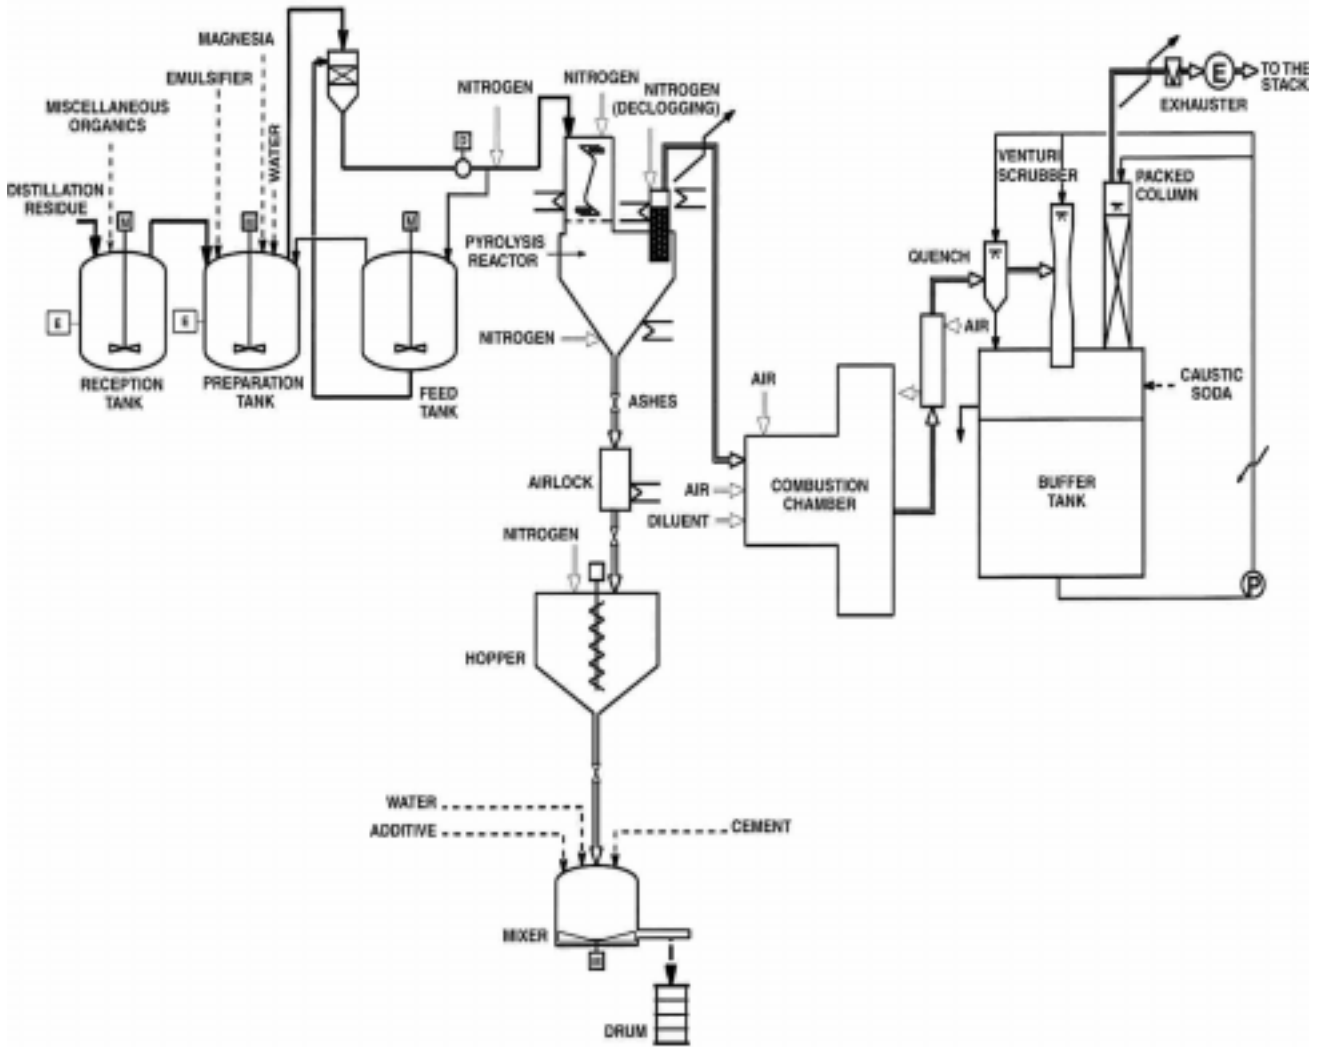 MAGNESIA
EMULSIFIER
MISCELLANEOUS
ORGANICS
WATER
DISTILLATION
RESIDUE
M
M
E
E
RECEPTION
TANK
PREPARATION
TANK
FEED
TANK
NITROGEN
NITROGEN
NITROGEN
(DECLOGGING)
PYROLYSIS
REACTOR
NITROGEN
ASHES
AIRLOCK
NITROGEN
HOPPER
WATER
ADDITIVE
CEMENT
MIXER
DRUM
AIR
AIR
DILUENT
COMBUSTION
CHAMBER
QUENCH
AIR
VENTURI
SCRUBBER
PACKED
COLUMN
E
EXHAUSTER
TO THE
STACK
CAUSTIC
SODA
BUFFER
TANK
P